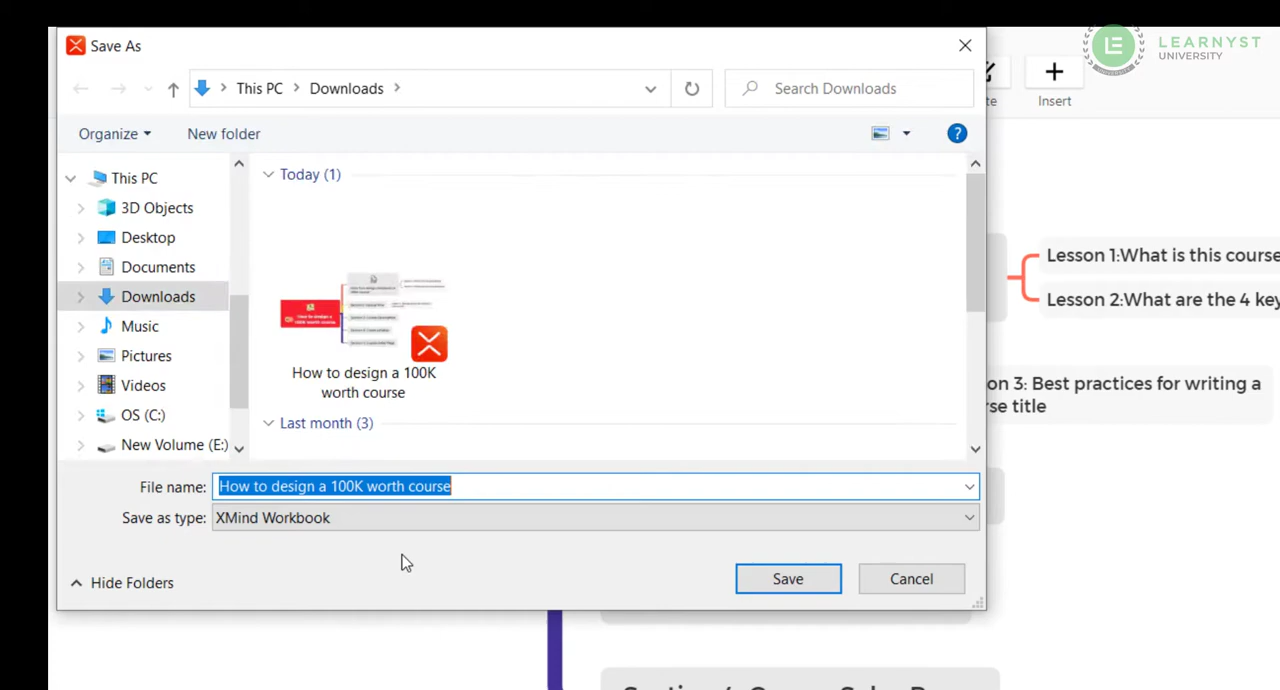 Save As
LEARNYST
UNIVERSITY
LE
This PC
Downloads
Search Downloads
Insert
Organize
New folder
This PC
3D Objects
Desktop
Documents
Downloads
Music
Pictures
Videos
OS (C:)
New Volume (E:)
Today (1)
How to design a 100K
worth course
Last month (3)
Lesson 1:What is this course
Lesson 2:What are the 4 key
on 3: Best practices for writing a
se title
File name:
How to design a 100K worth course
Save as type:
XMind Workbook
Hide Folders
Save
Cancel